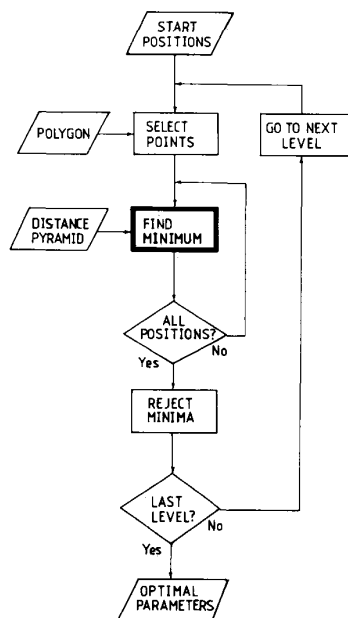 START
POSITIONS
POLYGON
SELECT
POINTS
GO TO NEXT
LEVEL
DISTANCE
PYRAMID
FIND
MINIMUM
ALL
POSITIONS?
Yes
No
REJECT
MINIMA
LAST
LEVEL?
No
Yes
OPTIMAL
PARAMETERS